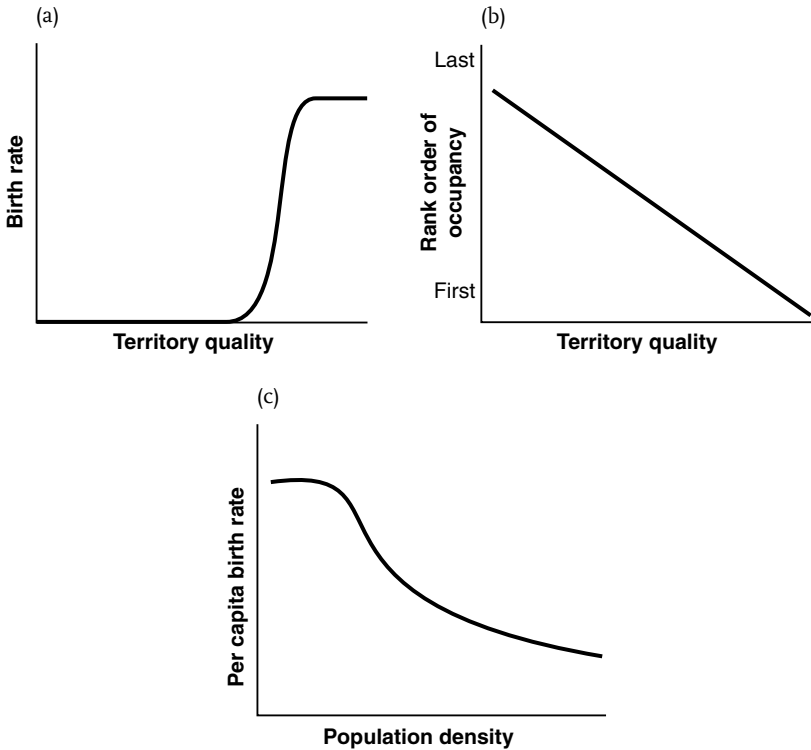 (a)
Birth rate
Territory quality
(b)
Last
Rank order of
occupancy
First
Territory quality
(c)
Per capita birth rate
Population density